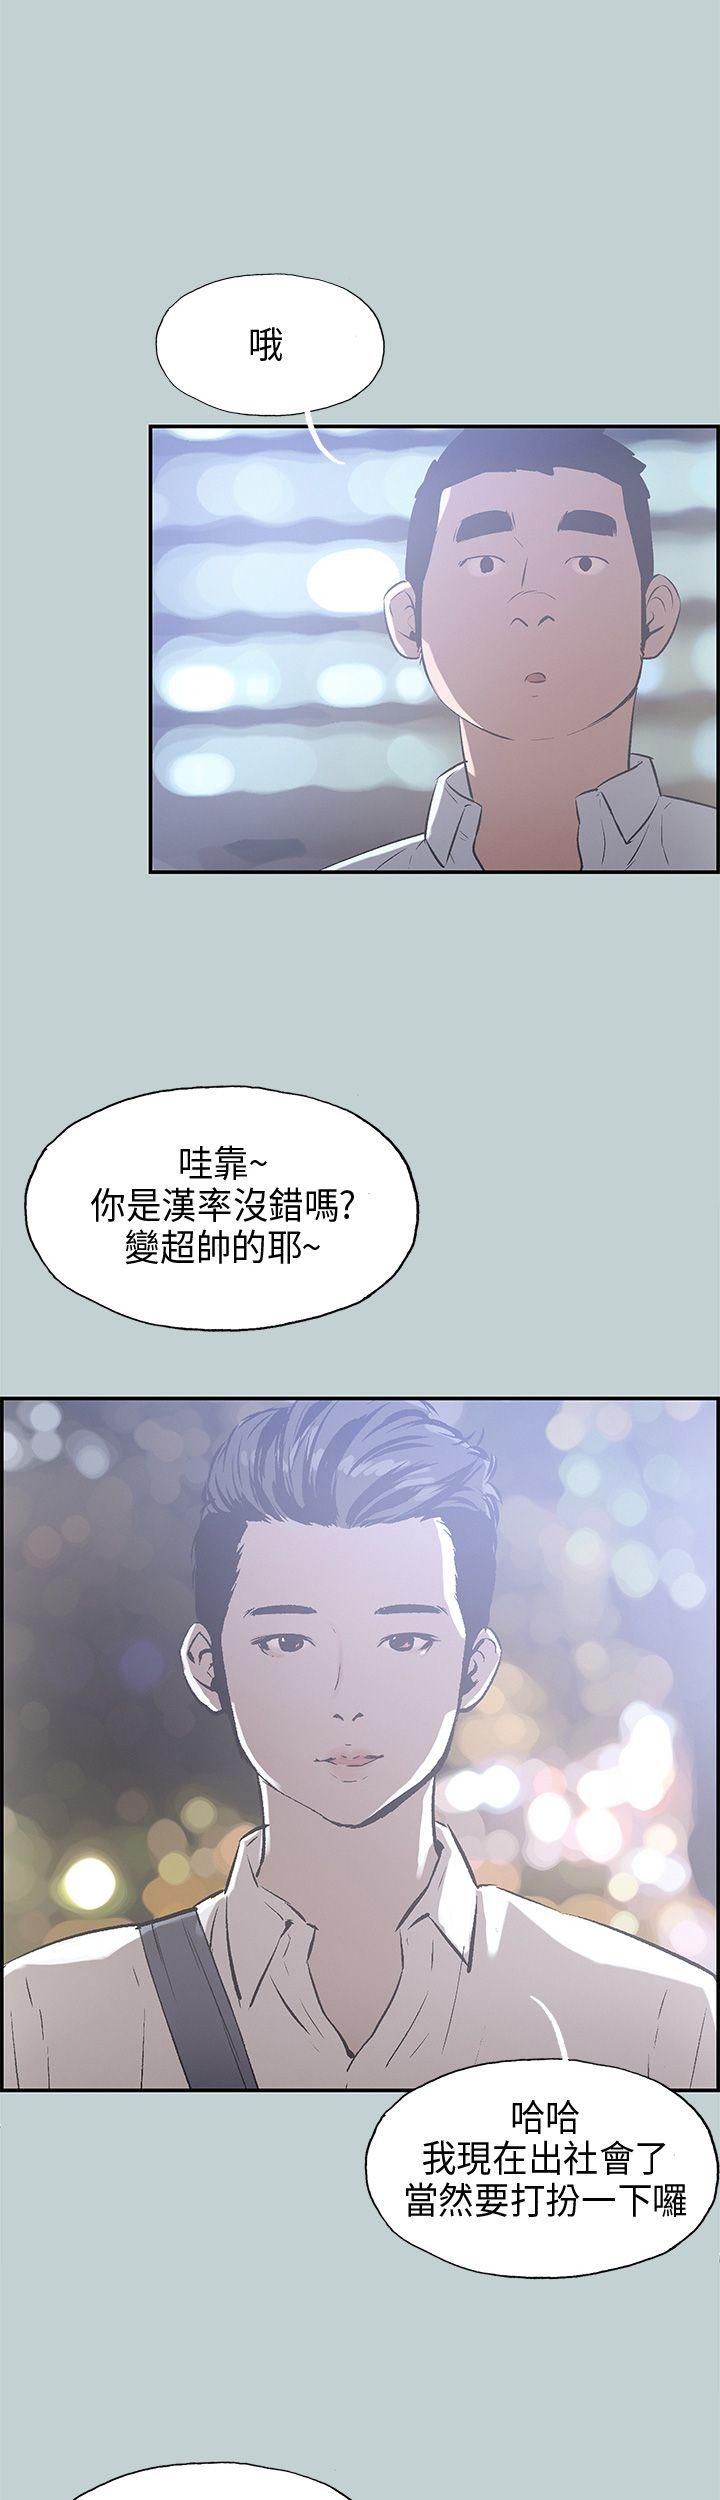 哦
哇靠~
你是漢率沒錯嗎?
變超帥的耶~
哈哈
我現在出社會了
當然要打扮一下囉